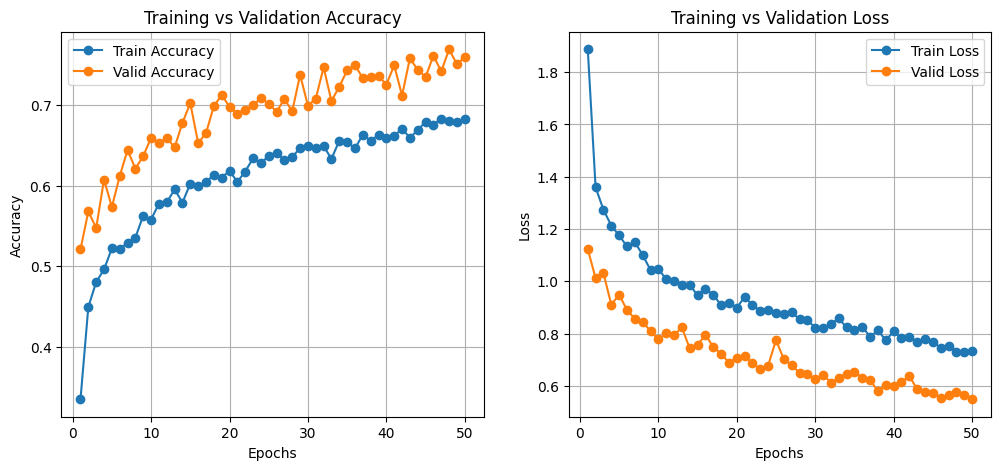 Training vs Validation Accuracy
Train Accuracy
Valid Accuracy
0.7
0.6
0.5
0.4
Accuracy
0 10 20 30 40 50
Epochs
Training vs Validation Loss
Train Loss
Valid Loss
1.8
1.6
1.4
1.2
1.0
0.8
0.6
Loss
0 10 20 30 40 50
Epochs